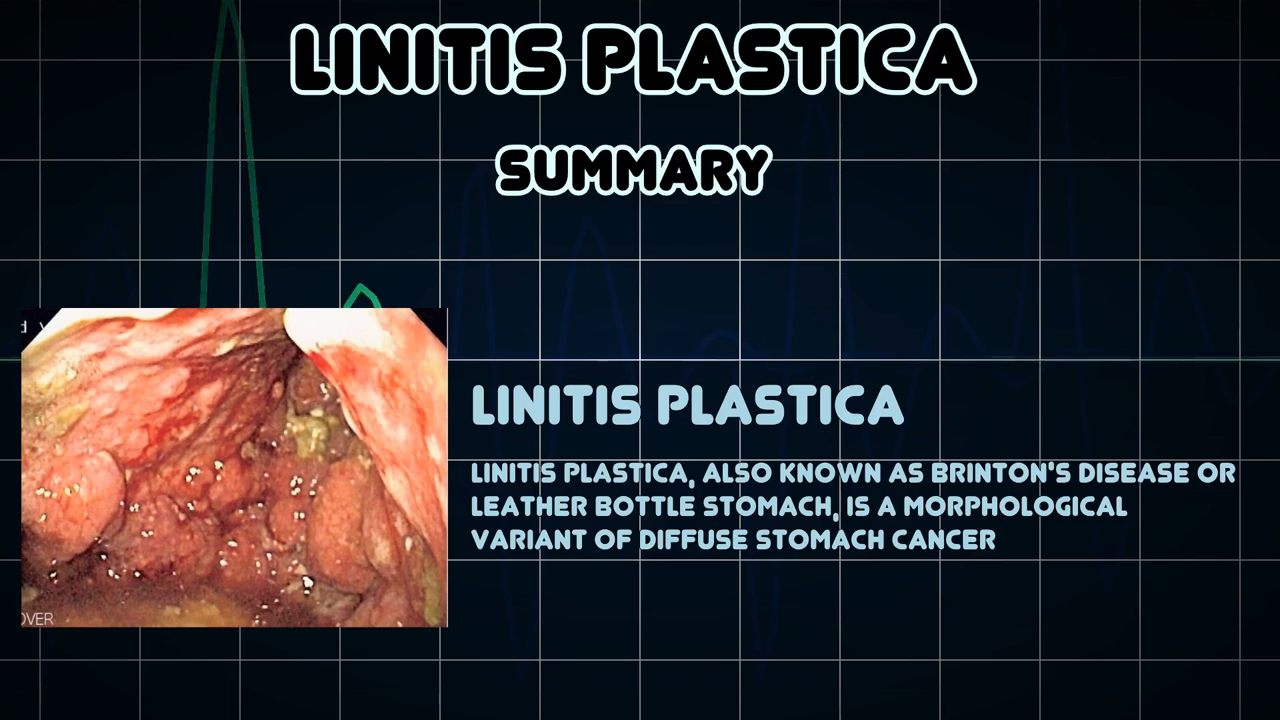 LINITIS PLASTICA
SUMMARY
d
LINITIS PLASTICA
LINITIS PLASTICA, ALSO KNOWN AS BRINTON'S DISEASE OR
LEATHER BOTTLE STOMACH, IS A MORPHOLOGICAL
VARIANT OF DIFFUSE STOMACH CANCER
OVER